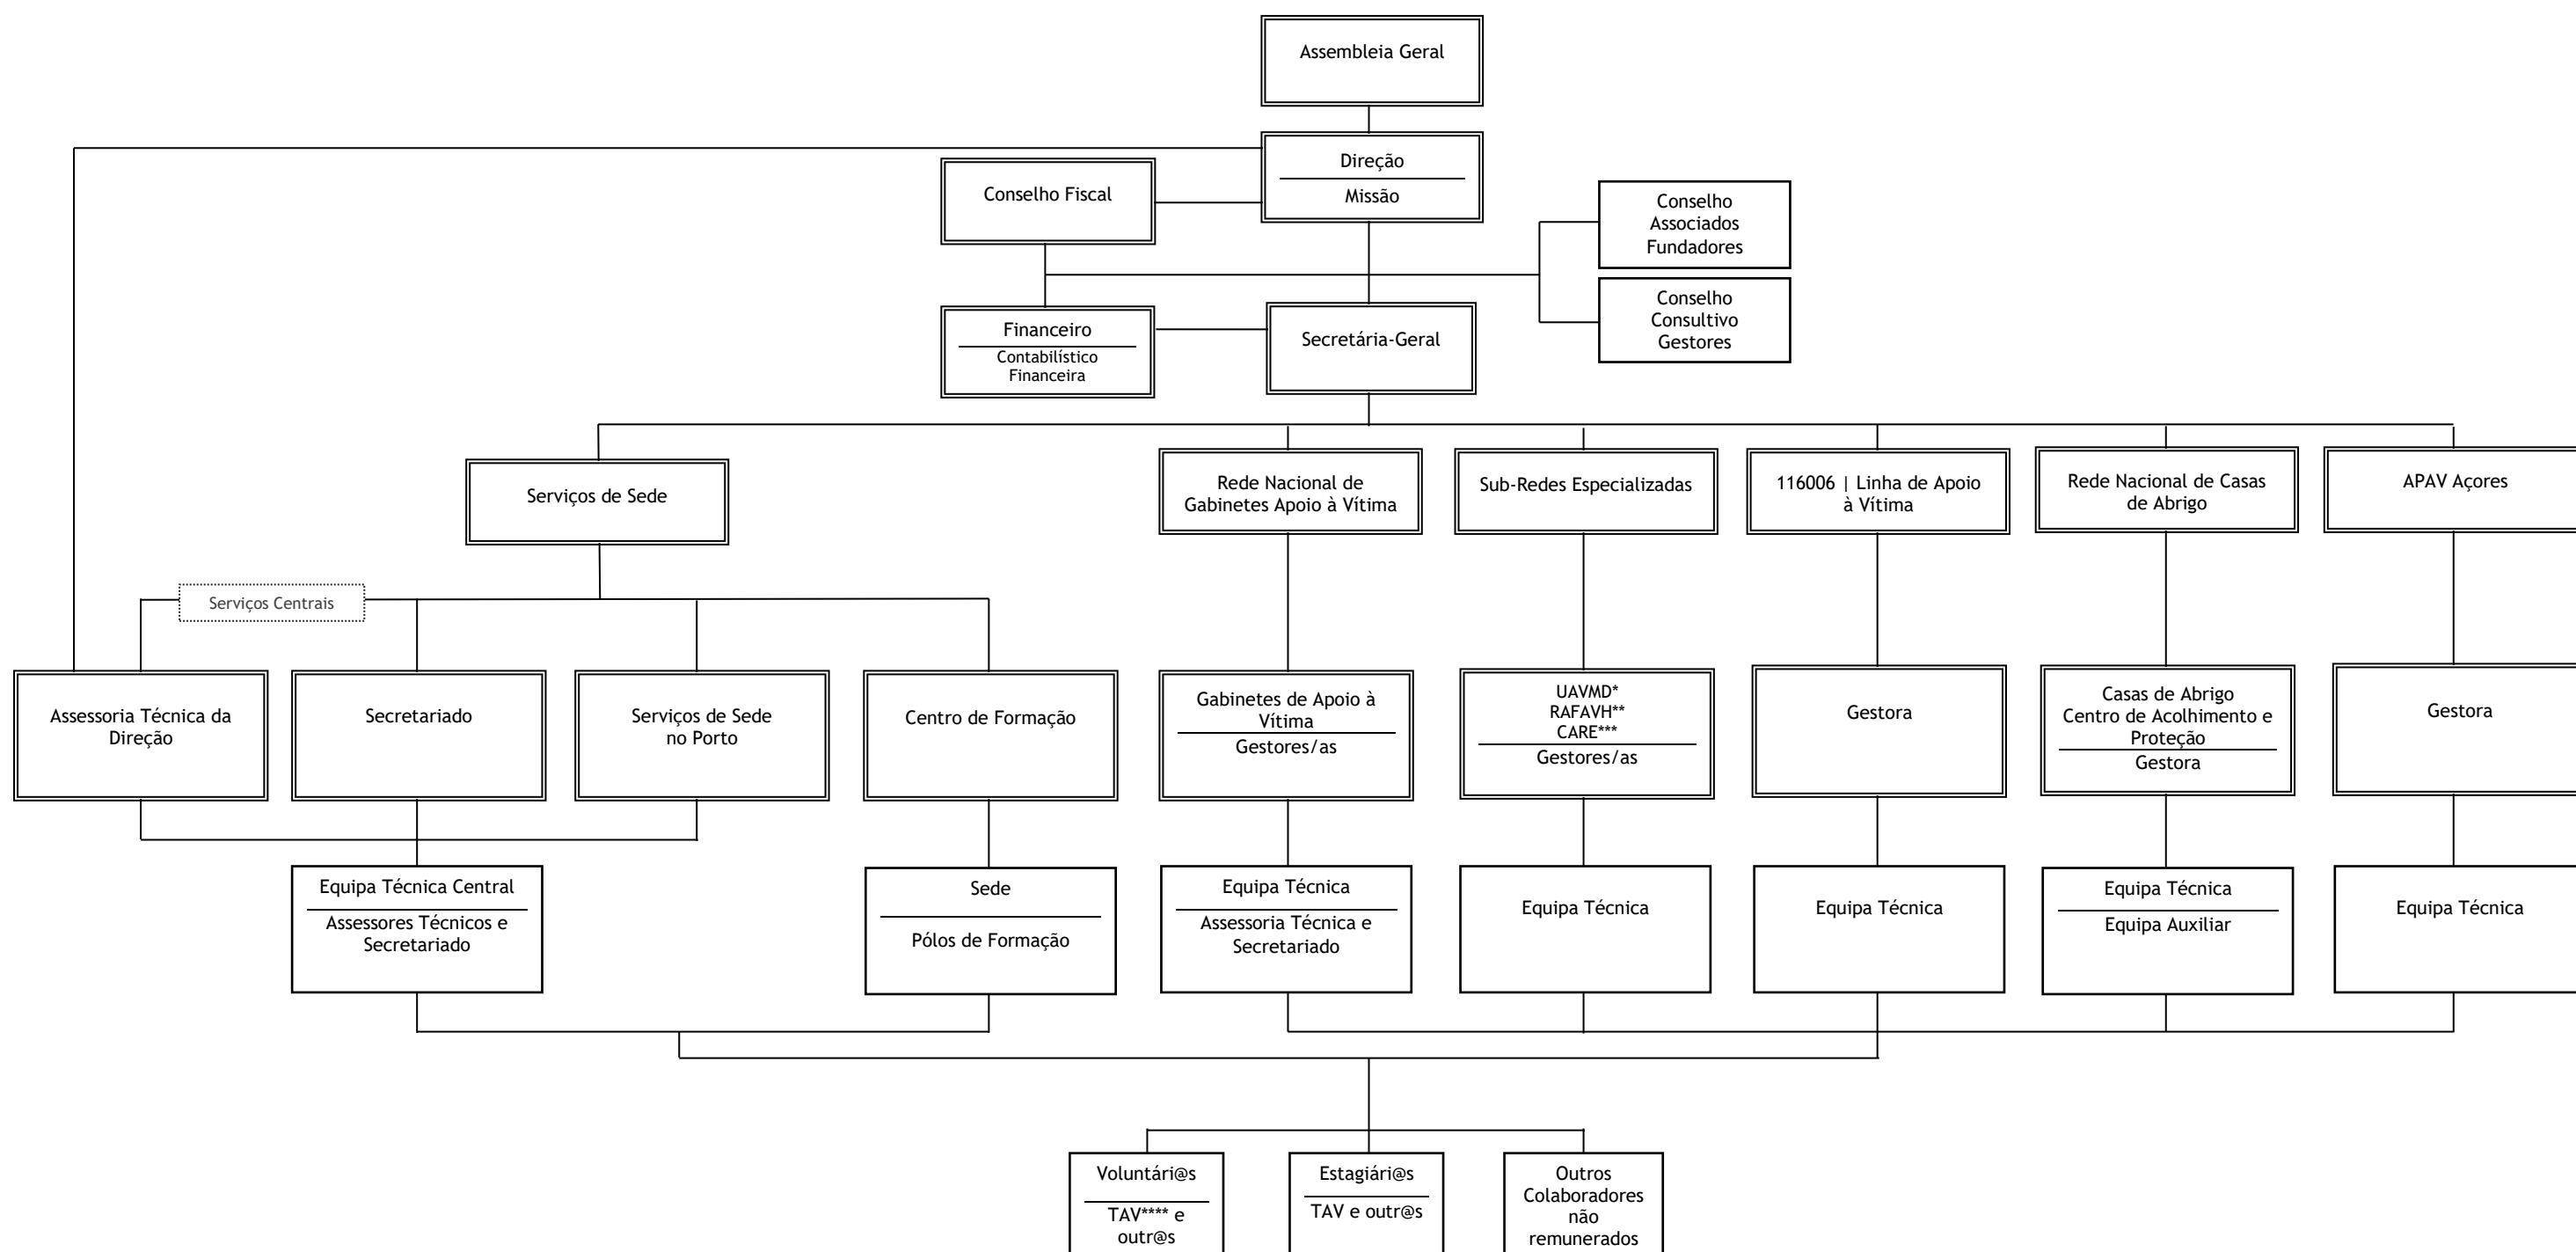 Assembleia Geral
Direção
Missão
Conselho Fiscal
Conselho
Associados
Fundadores
Conselho
Consultivo
Gestores
Financeiro
Contabilístico
Financeira
Secretária-Geral
Serviços de Sede
Rede Nacional de
Gabinetes Apoio à Vítima
Sub-Redes Especializadas
116006 | Linha de Apoio
à Vítima
Rede Nacional de Casas
de Abrigo
APAV Açores
Serviços Centrais
Assessoria Técnica da
Direção
Secretariado
Serviços de Sede
no Porto
Centro de Formação
Gabinetes de Apoio à
Vítima
Gestores/as
UAVMD*
RAFAVH**
CARE***
Gestores/as
Gestora
Casas de Abrigo
Centro de Acolhimento e
Proteção
Gestora
Gestora
Equipa Técnica Central
Assessores Técnicos e
Secretariado
Sede
Pólos de Formação
Equipa Técnica
Assessoria Técnica e
Secretariado
Equipa Técnica
Equipa Técnica
Equipa Técnica
Equipa Auxiliar
Equipa Técnica
Voluntári@s
TAV**** e
outr@s
Estagiári@s
TAV e outr@s
Outros
Colaboradores
não
remunerados